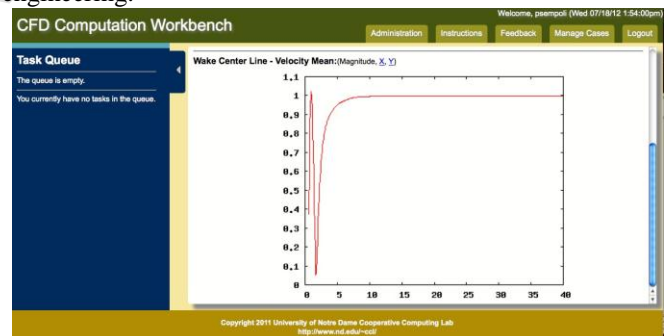 engineering.
Welcome, psempoli (Wed 07/18/12 1:54:00pm)
CFD Computation Workbench
Administration Instructions Feedback Manage Cases Logout
Task Queue
The queue is empty.
You currently have no tasks in the queue.
Wake Center Line - Velocity Mean:(Magnitude, X, Y)
1.1
1
0.9
0.8
0.7
0.6
0.5
0.4
0.3
0.2
0.1
0
0 5 10 15 20 25 30 35 40
Copyright 2011 University of Notre Dame Cooperative Computing Lab
http://www.nd.edu/~ccl/